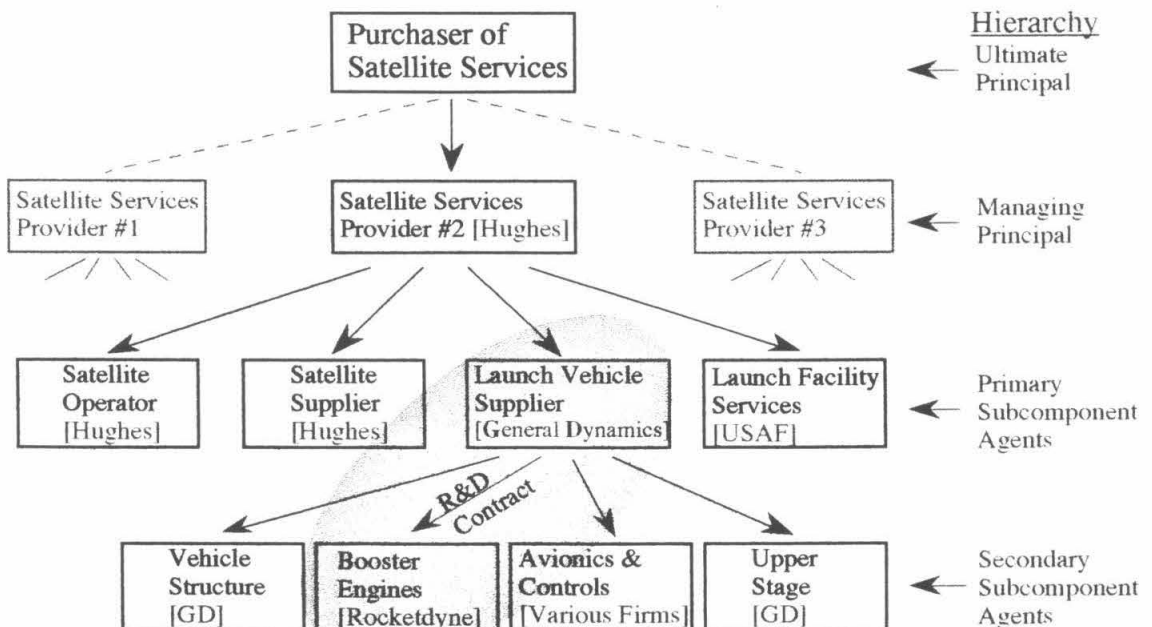 Hierarchy
Purchaser of
Satellite Services
Ultimate
Principal
Satellite Services
Provider #1
Satellite Services
Provider #2 [Hughes]
Satellite Services
Provider #3
Managing
Principal
Satellite
Operator
[Hughes]
Satellite
Supplier
[Hughes]
Launch Vehicle
Supplier
[General Dynamics]
Launch Facility
Services
[USAF]
Primary
Subcomponent
Agents
R&D
Contract
Vehicle
Structure
[GD]
Booster
Engines
[Rocketdyne]
Avionics &
Controls
[Various Firms]
Upper
Stage
[GD]
Secondary
Subcomponent
Agents